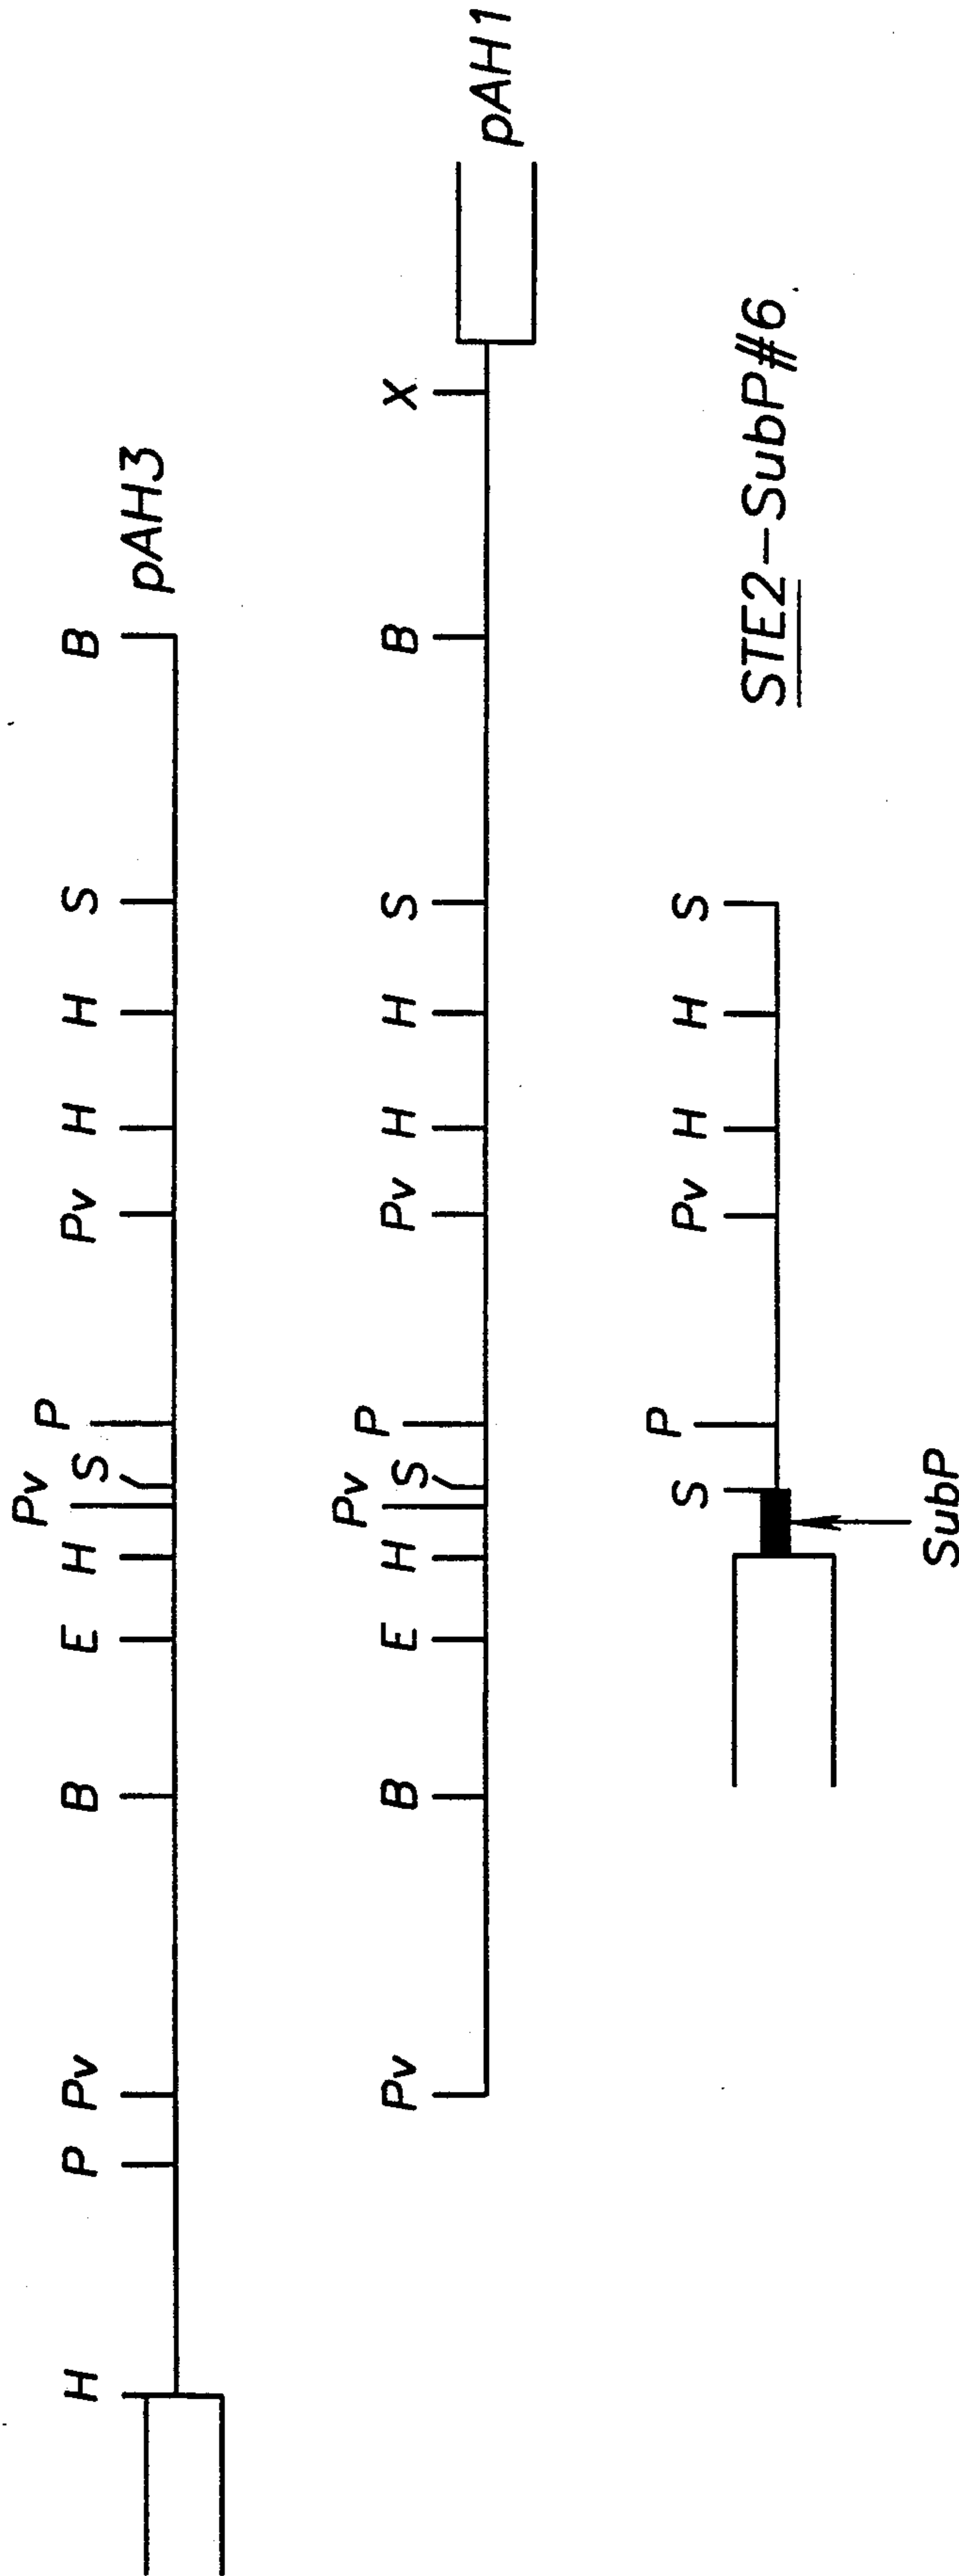 H P Pv B E H Pv S P Pv H H S B pAH3
Pv B E H Pv S P Pv H H S B X pAH1
S P Pv H H S
STE2-SubP#6
SubP